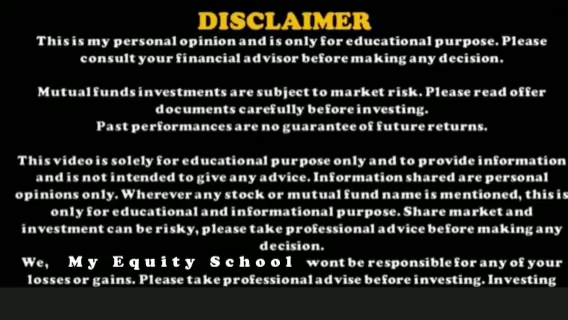 DISCLAIMER
This is my personal opinion and is only for educational purpose. Please
consult your financial advisor before making any decision.
Mutual funds investments are subject to market risk. Please read offer
documents carefully before investing.
Past performances are no guarantee of future returns.
This video is solely for educational purpose only and to provide information
and is not intended to give any advice. Information shared are personal
opinions only. Wherever any stock or mutual fund name is mentioned, this is
only for educational and informational purpose. Share market and
investment can be risky, please take professional advice before making any
decision.
We, My Equity School wont be responsible for any of your
losses or gains. Please take professional advise before investing. Investing